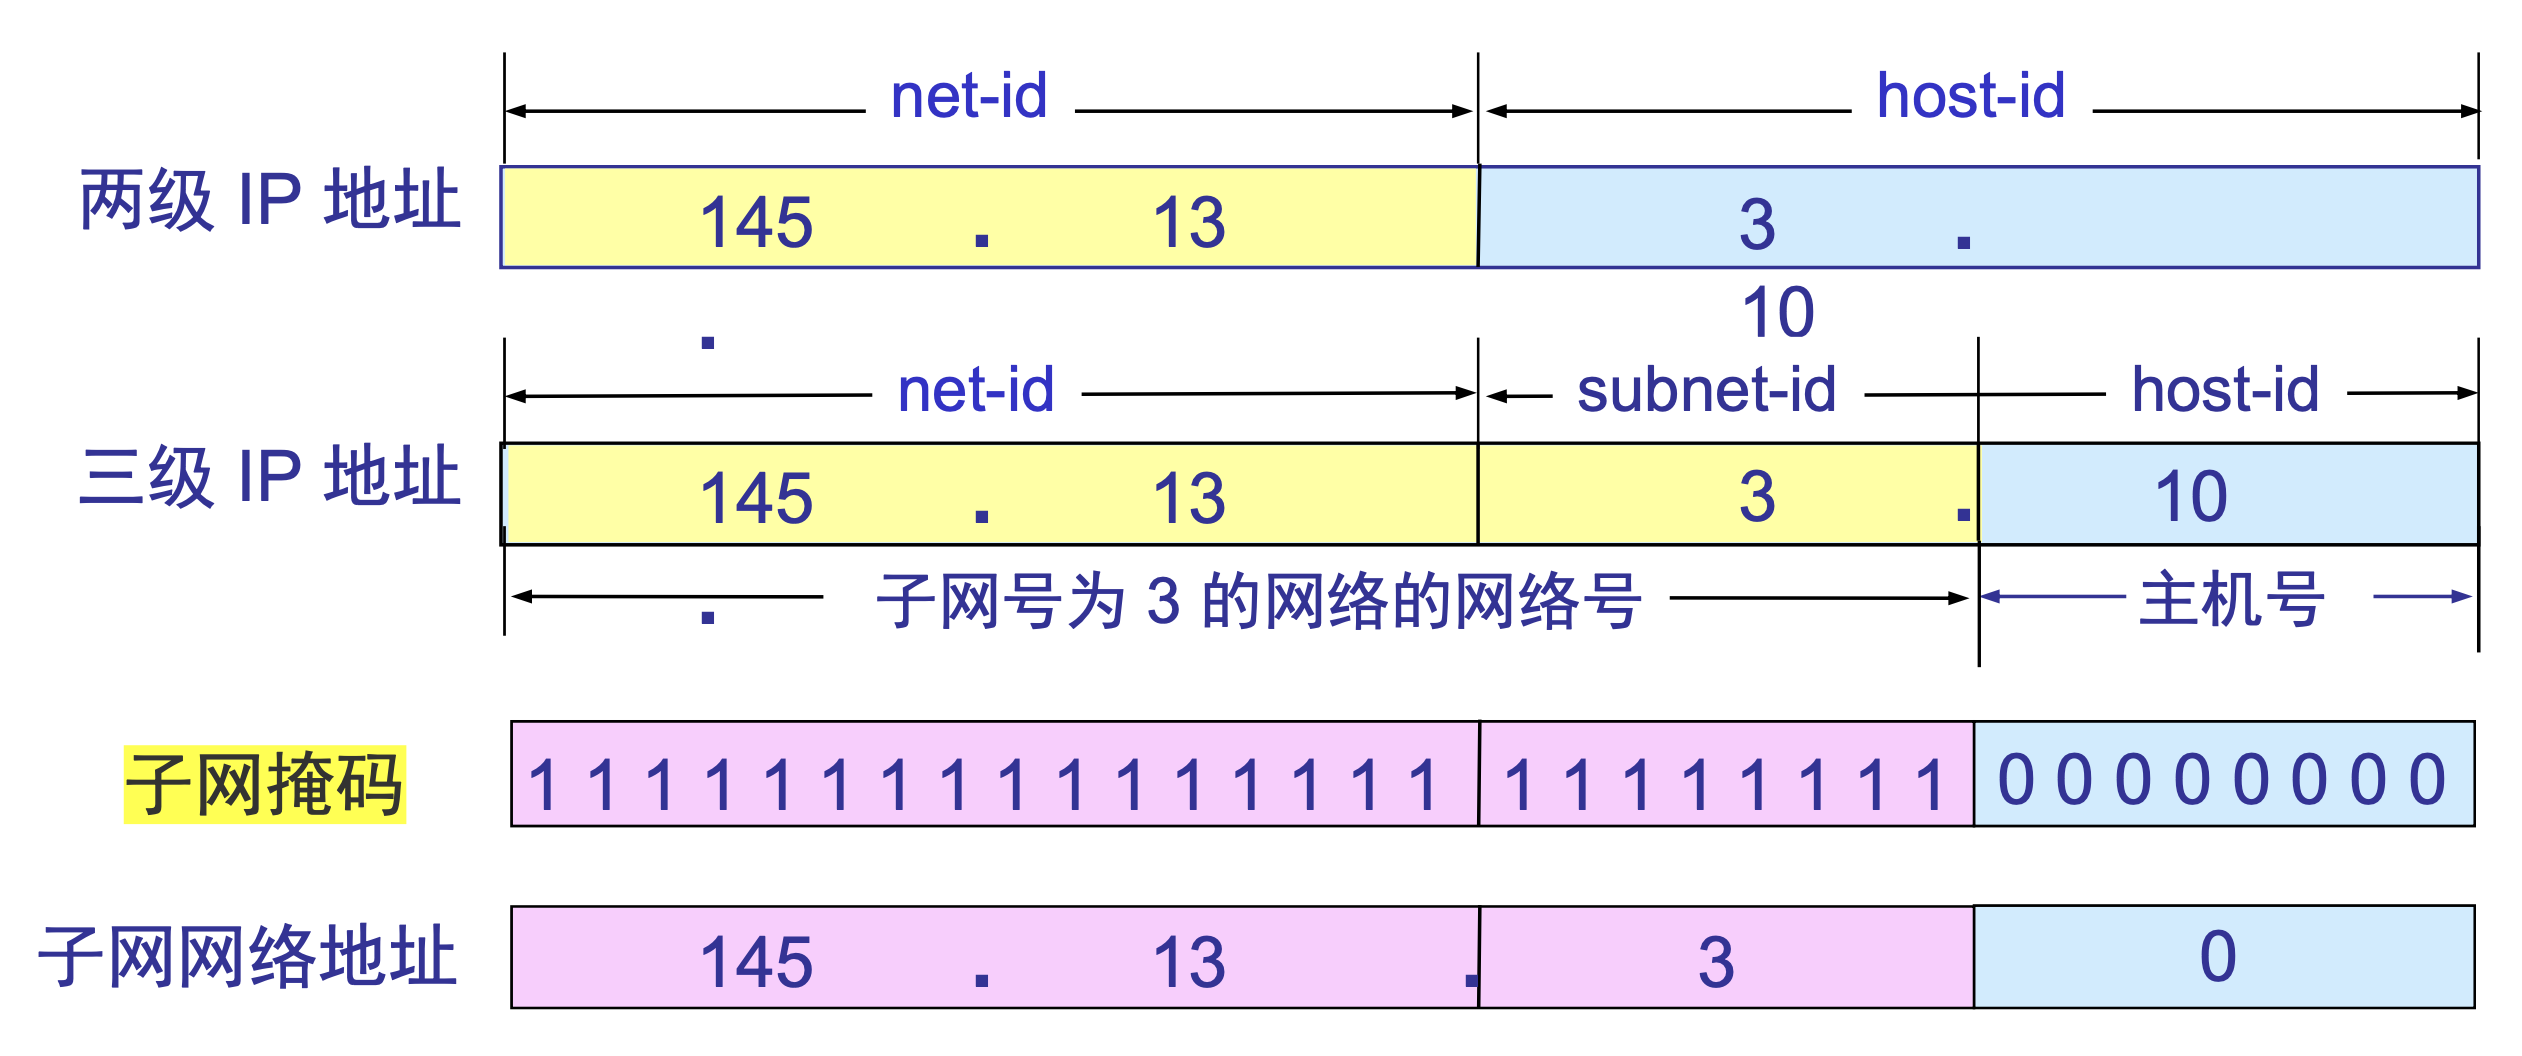 net-id host-id
两级 IP 地址 145 . 13 3 .
10
.
net-id subnet-id host-id
三级 IP 地址 145 . 13 3 . 10
. 子网号为 3 的网络的网络号 主机号
子网掩码 1 1 1 1 1 1 1 1 1 1 1 1 1 1 1 1 1 1 1 1 1 1 1 1 0 0 0 0 0 0 0 0
子网网络地址 145 . 13 . 3 0